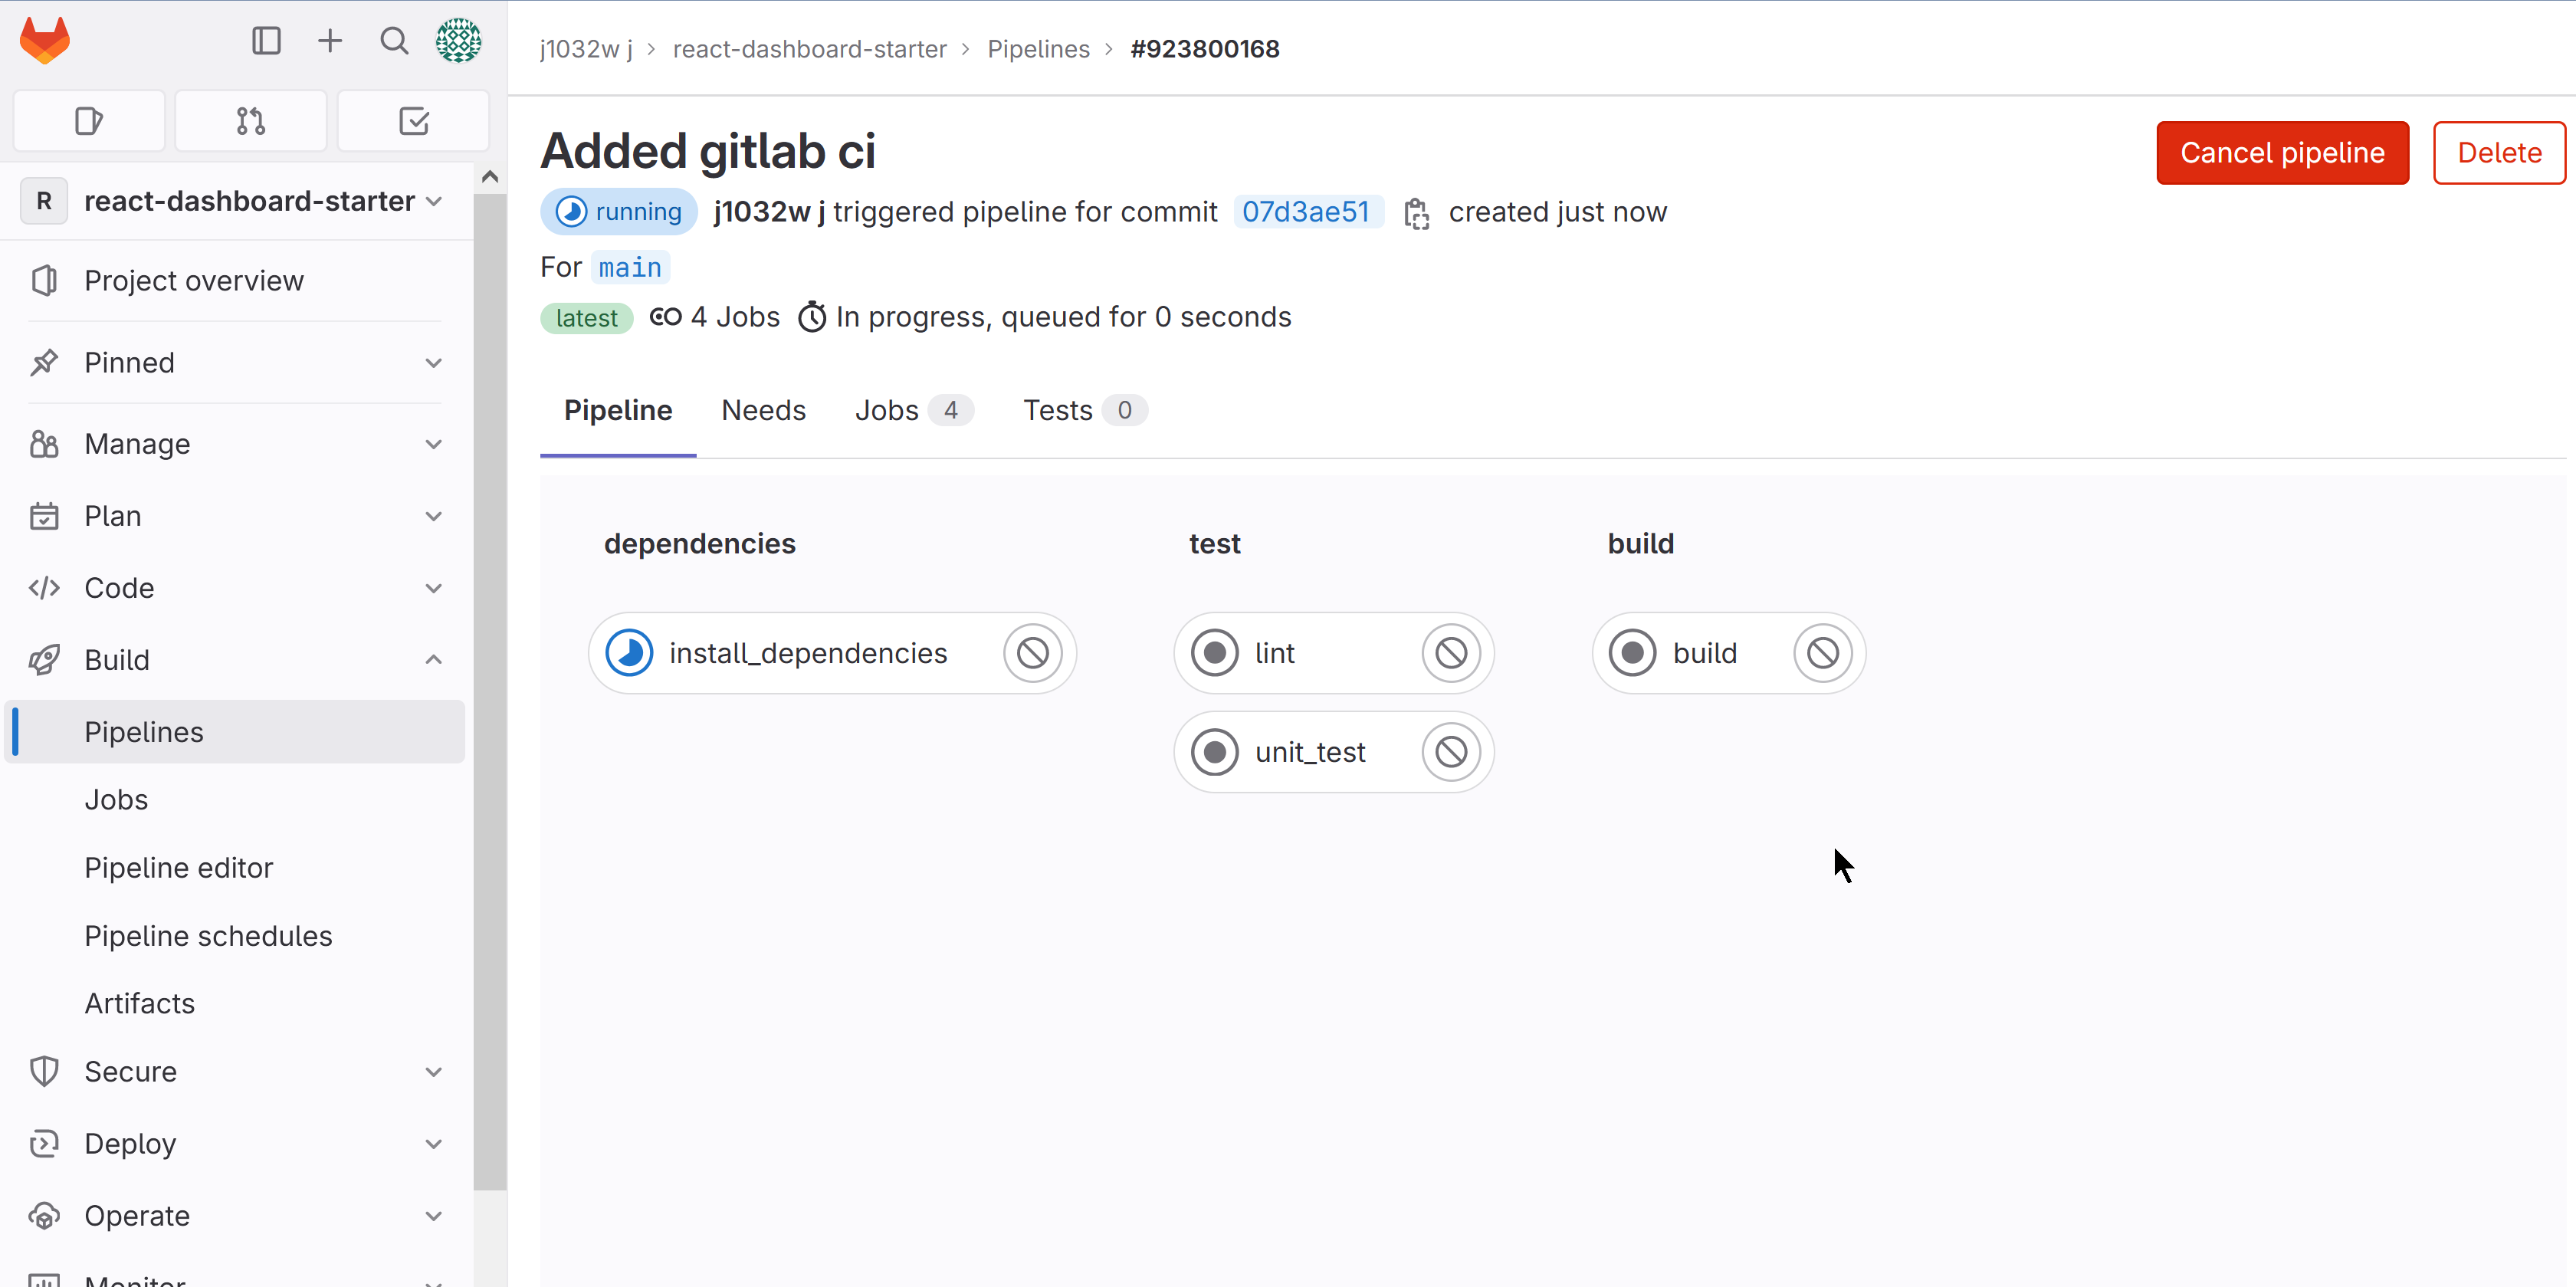 j1032w j > react-dashboard-starter > Pipelines > #923800168
R react-dashboard-starter
Project overview
Pinned
Manage
Plan
Code
Build
Pipelines
Jobs
Pipeline editor
Pipeline schedules
Artifacts
Secure
Deploy
Operate
Monitor
Added gitlab ci
Cancel pipeline
Delete
running j1032w j triggered pipeline for commit 07d3ae51 created just now
For main
latest 4 Jobs In progress, queued for 0 seconds
Pipeline Needs Jobs 4 Tests 0
dependencies test build
install_dependencies lint build
unit_test